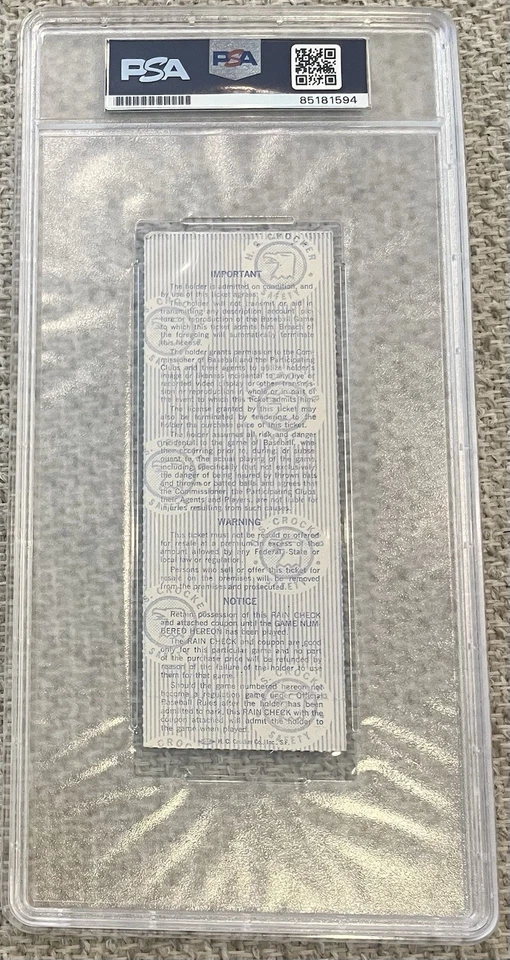 PSA
PSA
85181594
H.S. CROCKER
SAFETY
IMPORTANT
The holder is admitted on condition, and
by use of this ticket agrees:
The holder will not transmit or aid in
transmitting any description, account, pic-
ture or reproduction of the Baseball Game
to which this ticket admits him. Breach of
the foregoing will automatically terminate
this license.
The holder grants permission to the Com-
missioner of Baseball and the Participating
Clubs and their agents to utilize holder's
image or likeness incidental to any live or
recorded video display or other transmis-
sion or reproduction in whole or in part of
the event to which this ticket admits him.
The license granted by this ticket may
also be terminated by tendering to the
holder the purchase price of this ticket.
The holder assumes all risk and danger
incidental to the game of Baseball, whe-
ther occurring prior to, during, or subse-
quent to the actual playing of the game,
including specifically (but not exclusively)
the danger of being injured by thrown bats
and thrown or batted balls and agrees that
the Commissioner, the Participating Clubs,
their Agents and Players, are not liable for
injuries resulting from such causes.
WARNING
This ticket must not be resold or offered
for resale at a premium in excess of the
amount allowed by any Federal State or
local law or regulation.
Persons who sell or offer this ticket for
resale on the premises will be removed
from the premises and prosecuted.
NOTICE
Retain possession of this RAIN CHECK
and attached coupon until the GAME NUM-
BERED HEREON has been played.
The RAIN CHECK and coupon are good
only for this particular game and no part
of the purchase price will be refunded by
reason of the failure of the holder to use
them for that game.
Should the game numbered hereon not
become a regulation game under Official
Baseball Rules after the holder has been
admitted to park, this RAIN CHECK with the
coupon attached will admit the holder to
the game when played.
H.S. Crocker Co., Inc., S.F.